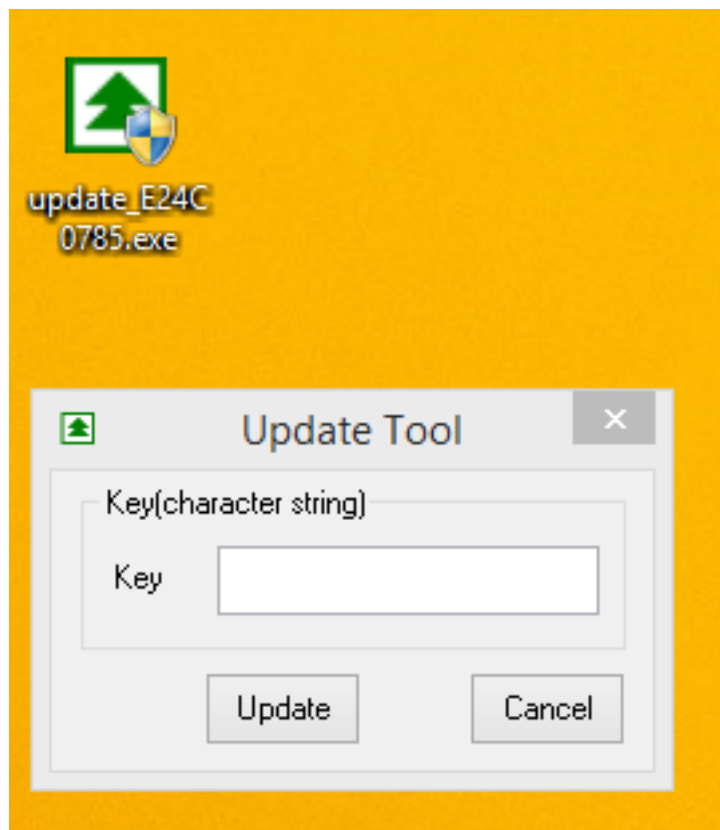 update_E24C
0785.exe
Update Tool
Key(character string)
Key
Update
Cancel